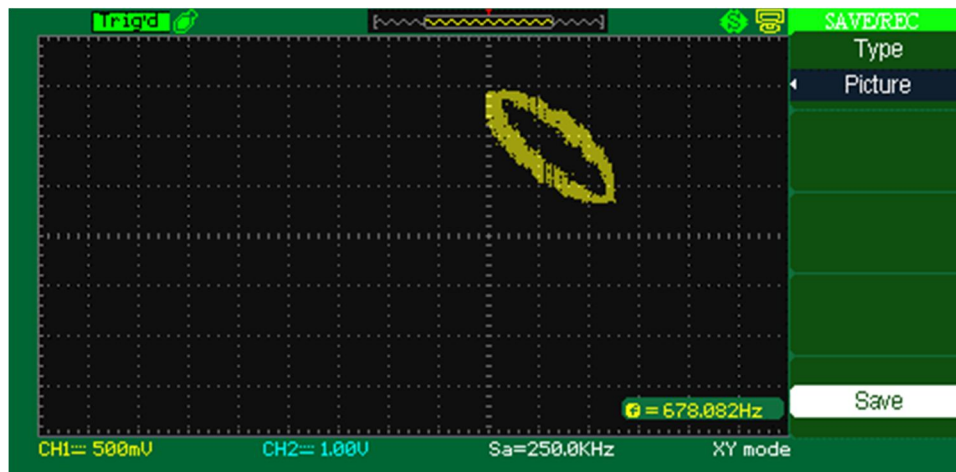 Trig'd
S
SAVE/REC
Type
Picture
f = 678.082Hz
Save
CH1 500mV
CH2 1.00V
Sa=250.0KHz
XY mode